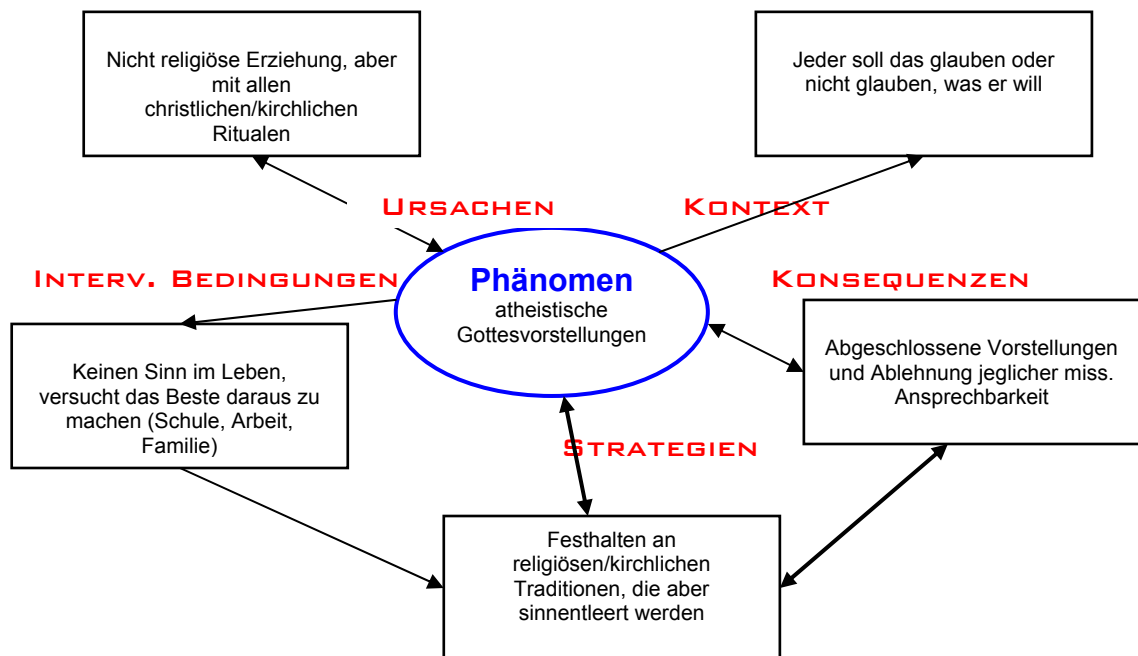 Nicht religiöse Erziehung, aber
mit allen
christlichen/kirchlichen
Ritualen
Jeder soll das glauben oder
nicht glauben, was er will
URSACHEN
KONTEXT
INTERV. BEDINGUNGEN
Phänomen
atheistische
Gottesvorstellungen
KONSEQUENZEN
Keinen Sinn im Leben,
versucht das Beste daraus zu
machen (Schule, Arbeit,
Familie)
Abgeschlossene Vorstellungen
und Ablehnung jeglicher miss.
Ansprechbarkeit
STRATEGIEN
Festhalten an
religiösen/kirchlichen
Traditionen, die aber
sinnentleert werden